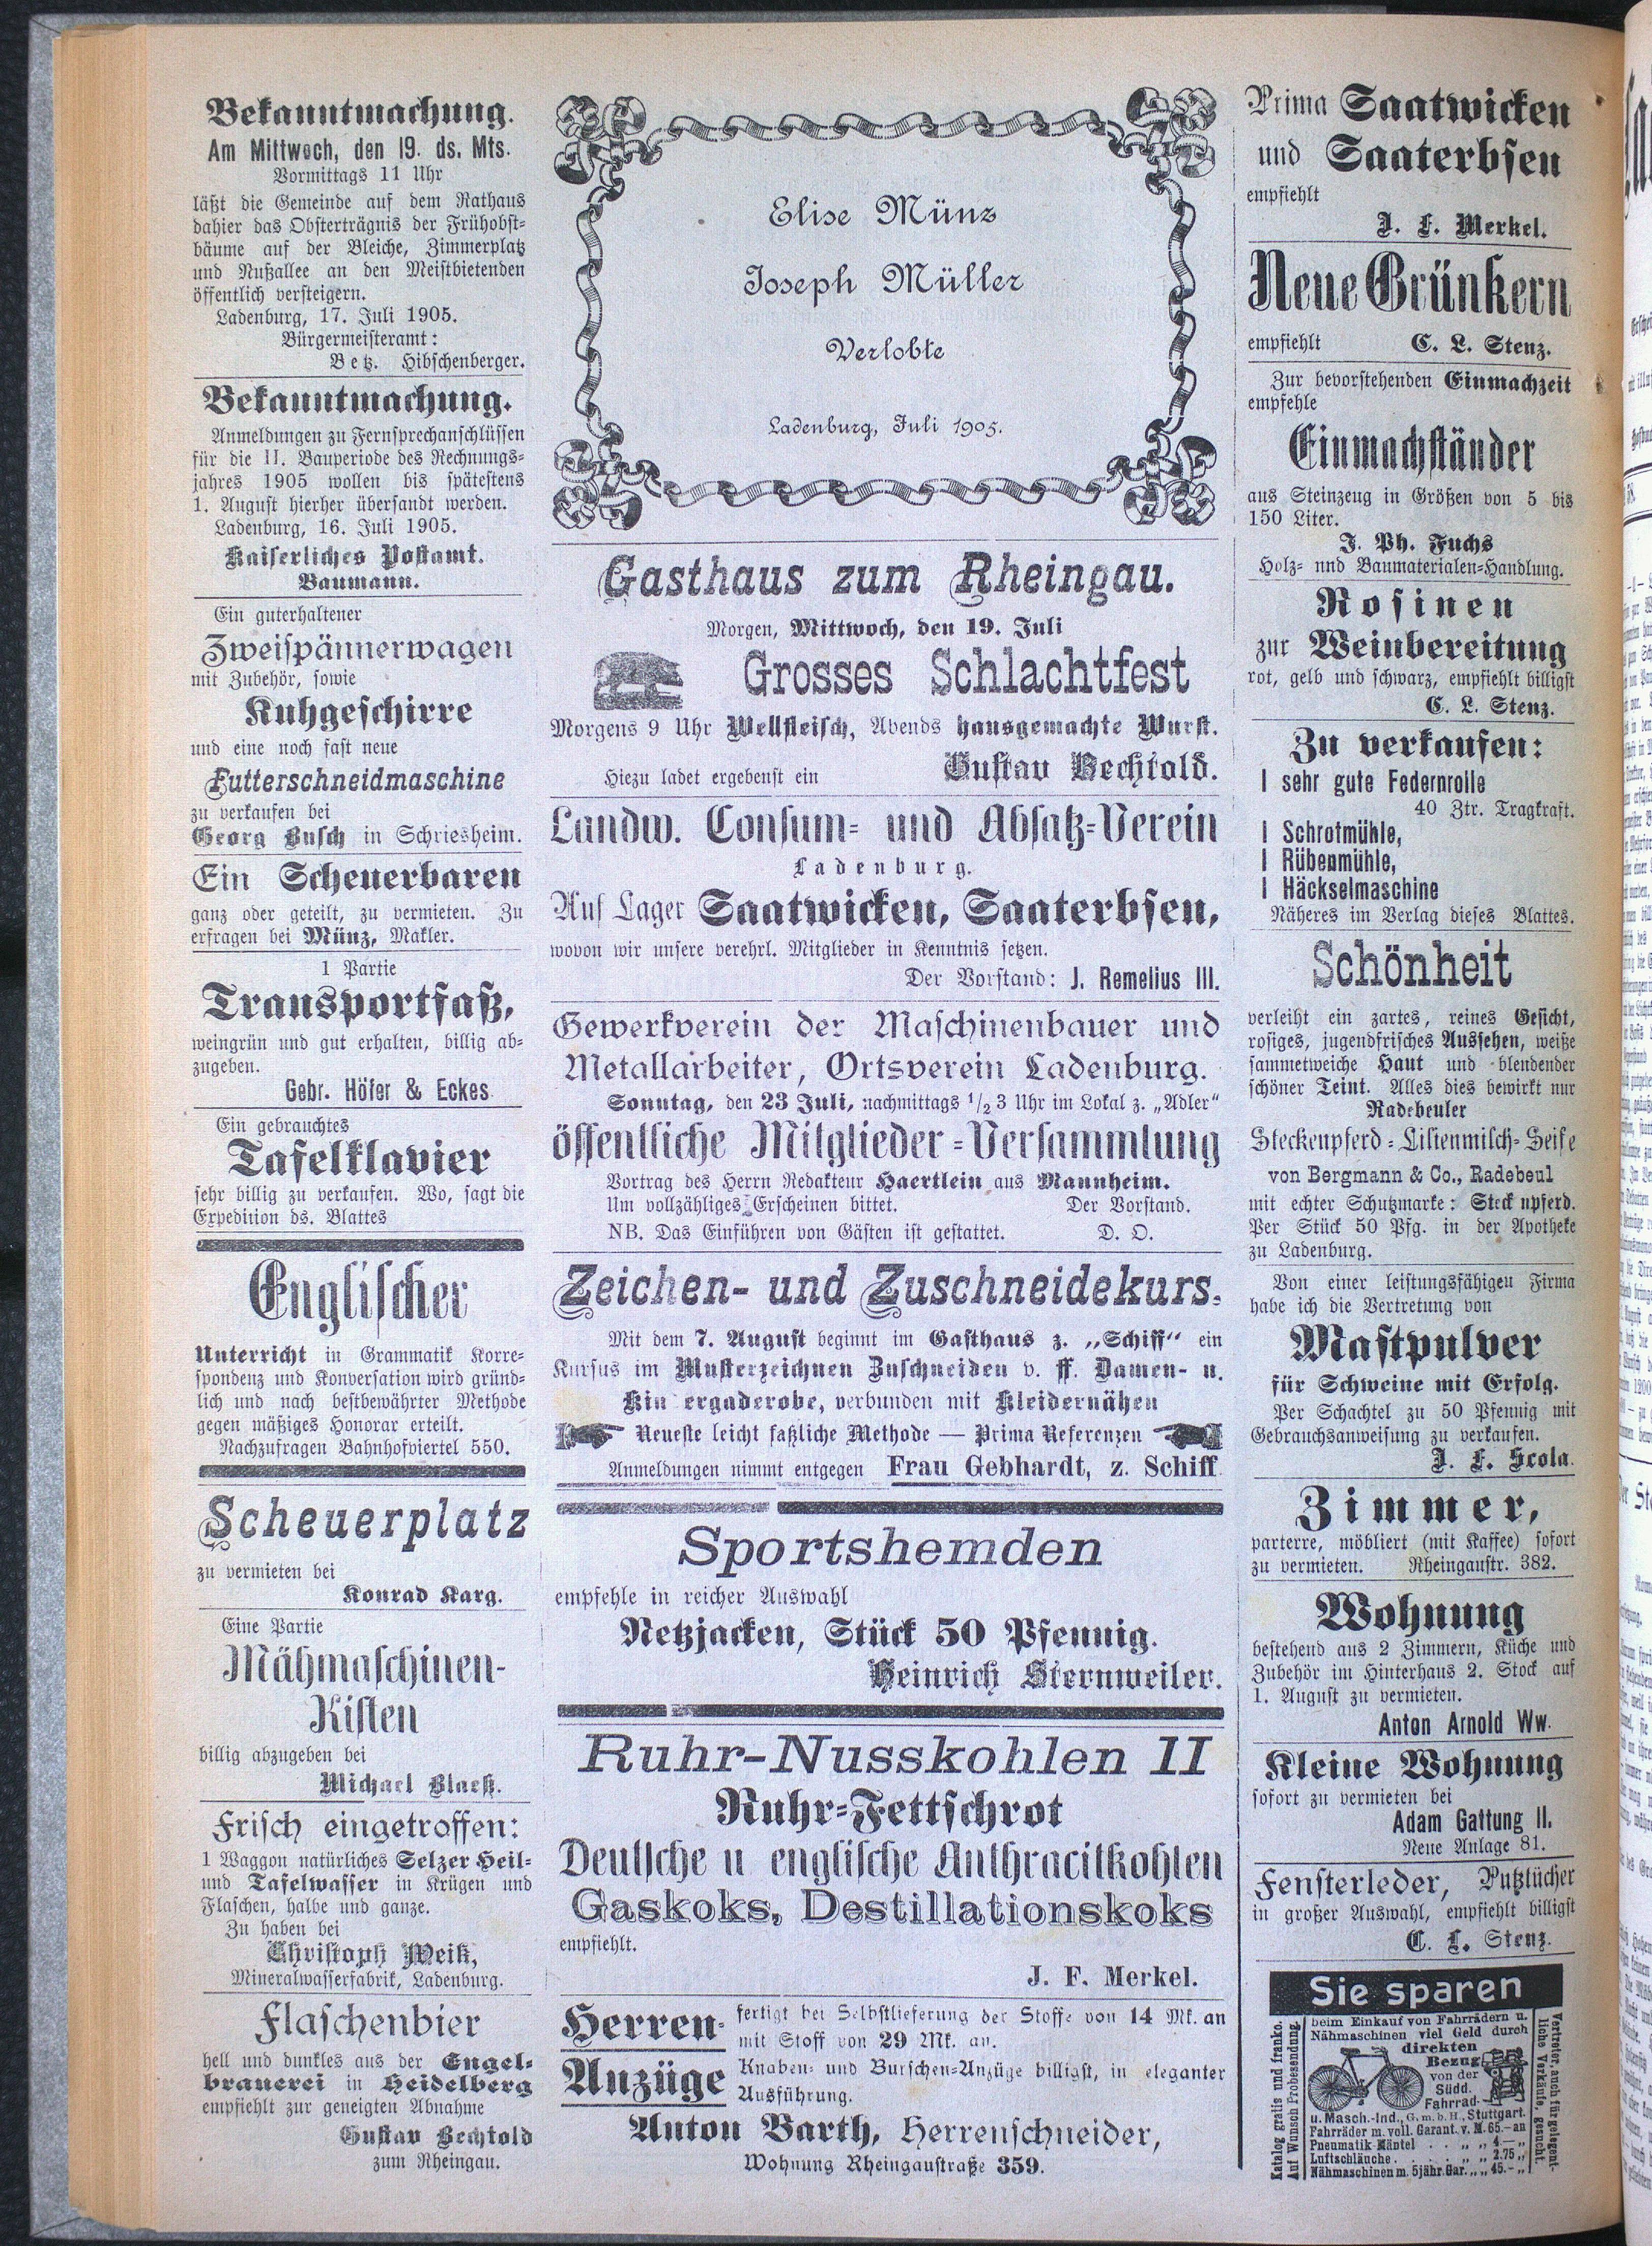 Bekanntmachung.
Am Mittwoch, den 19. ds. Mts.
Vormittags 11 Uhr
läßt die Gemeinde auf dem Rathaus
dahier das Obsterträgnis der Frühobst-
bäume auf der Bleiche, Zimmerplatz
und Nußallee an den Meistbietenden
öffentlich versteigern.
Ladenburg, 17. Juli 1905.
Bürgermeisteramt:
Betz. Hibschenberger.
Bekanntmachung.
Anmeldungen zu Fernsprechanschlüssen
für die II. Bauperiode des Rechnungs-
jahres 1905 wollen bis spätestens
1. August hierher übersandt werden.
Ladenburg, 16. Juli 1905.
Kaiserliches Postamt.
Baumann.
Ein guterhaltener
Zweispännerwagen
mit Zubehör, sowie
Kuhgeschirre
und eine noch fast neue
Futterschneidmaschine
zu verkaufen bei
Georg Busch in Schriesheim.
Ein Scheuerbaren
ganz oder geteilt, zu vermieten. Zu
erfragen bei Münz, Makler.
1 Partie
Transportfaß,
weingrün und gut erhalten, billig ab-
zugeben.
Gebr. Höfer & Eckes
Ein gebrauchtes
Tafelklavier
sehr billig zu verkaufen. Wo, sagt die
Expedition ds. Blattes
Englischer
Unterricht in Grammatik Korre-
spondenz und Konversation wird gründ-
lich und nach bestbewährter Methode
gegen mäßiges Honorar erteilt.
Nachzufragen Bahnhofviertel 550.
Scheuerplatz
zu vermieten bei
Konrad Karg.
Eine Partie
Mähmaschinen-
Kisten
billig abzugeben bei
Michael Blaeß.
Frisch eingetroffen:
1 Waggon natürliches Selzer Heil-
und Tafelwasser in Krügen und
Flaschen, halbe und ganze.
Zu haben bei
Christoph Weiß,
Mineralwasserfabrik, Ladenburg.
Flaschenbier
hell und dunkles aus der Engel-
brauerei in Heidelberg
empfiehlt zur geneigten Abnahme
Gustav Bechtold
zum Rheingau.
Elise Münz
Joseph Müller
Verlobte
Ladenburg, Juli 1905.
Gasthaus zum Rheingau.
Morgen, Mittwoch, den 19. Juli
Grosses Schlachtfest
Morgens 9 Uhr Wellfleisch, Abends hausgemachte Wurst.
Hiezu ladet ergebenst ein Gustav Bechtold.
Landw. Consum- und Absatz-Verein
Ladenburg.
Auf Lager Saatwicken, Saaterbsen,
wovon wir unsere verehrl. Mitglieder in Kenntnis setzen.
Der Vorstand: J. Remelius III.
Gewerkverein der Maschinenbauer und
Metallarbeiter, Ortsverein Ladenburg.
Sonntag, den 23 Juli, nachmittags 1/2 3 Uhr im Lokal z. „Adler“
öffentliche Mitglieder-Versammlung
Vortrag des Herrn Redakteur Haertlein aus Mannheim.
Um vollzähliges Erscheinen bittet. Der Vorstand.
NB. Das Einführen von Gästen ist gestattet. D. O.
Zeichen- und Zuschneidekurs.
Mit dem 7. August beginnt im Gasthaus z. „Schiff“ ein
Kursus im Musterzeichnen Zuschneiden v. ff. Damen- u.
Kin ergaderobe, verbunden mit Kleidernähen
Neueste leicht faßliche Methode — Prima Referenzen
Anmeldungen nimmt entgegen Frau Gebhardt, z. Schiff
Sportshemden
empfehle in reicher Auswahl
Netzjacken, Stück 50 Pfennig.
Heinrich Sternweiler.
Ruhr-Nusskohlen II
Ruhr-Fettschrot
Deutsche u englische Anthracitkohlen
Gaskoks, Destillationskoks
empfiehlt.
J. F. Merkel.
Herren- fertigt bei Selbstlieferung der Stoffe von 14 Mk. an
mit Stoff von 29 Mk. an.
Anzüge Knaben- und Burschen-Anzüge billigst, in eleganter
Ausführung.
Anton Barth, Herrenschneider,
Wohnung Rheingaustraße 359.
Prima Saatwicken
und Saaterbsen
empfiehlt
J. F. Merkel.
Neue Grünkern
empfiehlt C. L. Stenz.
Zur bevorstehenden Einmachzeit
empfehle
Einmachständer
aus Steinzeug in Größen von 5 bis
150 Liter.
J. Ph. Fuchs
Holz- und Baumaterialen-Handlung.
Rosinen
zur Weinbereitung
rot, gelb und schwarz, empfiehlt billigst
C. L. Stenz.
Zu verkaufen:
1 sehr gute Federnrolle
40 Ztr. Tragkraft.
1 Schrotmühle,
1 Rübenmühle,
1 Häckselmaschine
Näheres im Verlag dieses Blattes.
Schönheit
verleiht ein zartes, reines Gesicht,
rosiges, jugendfrisches Aussehen, weiße
sammetweiche Haut und blendender
schöner Teint. Alles dies bewirkt nur
Radebeuler
Steckenpferd-Lilienmilch-Seife
von Bergmann & Co., Radebeul
mit echter Schutzmarke: Steck npferd.
Per Stück 50 Pfg. in der Apotheke
zu Ladenburg.
Von einer leistungsfähigen Firma
habe ich die Vertretung von
Mastpulver
für Schweine mit Erfolg.
Per Schachtel zu 50 Pfennig mit
Gebrauchsanweisung zu verkaufen.
J. F. Scola.
Zimmer,
parterre, möbliert (mit Kaffee) sofort
zu vermieten. Rheingaustr. 382.
Wohnung
bestehend aus 2 Zimmern, Küche und
Zubehör im Hinterhaus 2. Stock auf
1. August zu vermieten.
Anton Arnold Ww.
Kleine Wohnung
sofort zu vermieten bei
Adam Gattung II.
Neue Anlage 81.
Fensterleder, Putztücher
in großer Auswahl, empfiehlt billigst
C. L. Stenz.
Sie sparen
Katalog gratis und franko.
Auf Wunsch Probesendung.
beim Einkauf von Fahrrädern u.
Nähmaschinen viel Geld durch
direkten
Bezug
von der
Südd.
Fahrrad-
u. Masch.-Ind., G. m. b. H., Stuttgart.
Fahrräder m. voll. Garant. v. M. 65.- an
Pneumatik-Mäntel . . „ „ 4.— „
Luftschläuche . . . „ „ 2.75 „
Nähmaschinen m. 5jähr. Gar. „ „ 45.- „
Vertreter, auch für gelegent-
liche Verkäufe, gesucht.